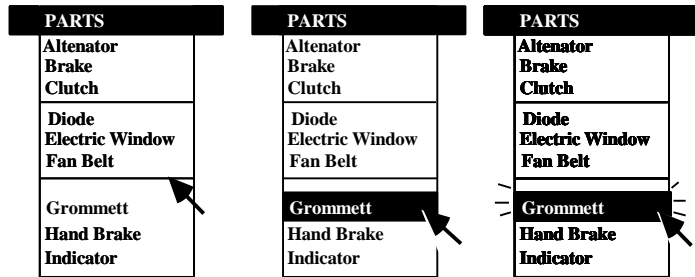 PARTS
Altenator
Brake
Clutch
Diode
Electric Window
Fan Belt
Grommett
Hand Brake
Indicator
PARTS
Altenator
Brake
Clutch
Diode
Electric Window
Fan Belt
Grommett
Hand Brake
Indicator
PARTS
Altenator
Brake
Clutch
Diode
Electric Window
Fan Belt
Grommett
Hand Brake
Indicator